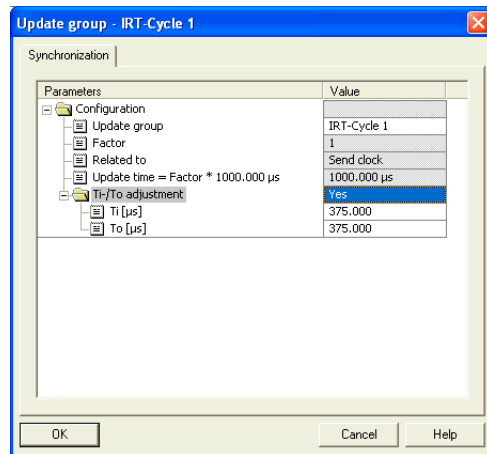 Update group - IRT-Cycle 1
Synchronization
Parameters Value
Configuration
Update group IRT-Cycle 1
Factor 1
Related to Send clock
Update time = Factor * 1000.000 µs 1000.000 µs
Ti-/To adjustment Yes
Ti [µs] 375.000
To [µs] 375.000
OK Cancel Help